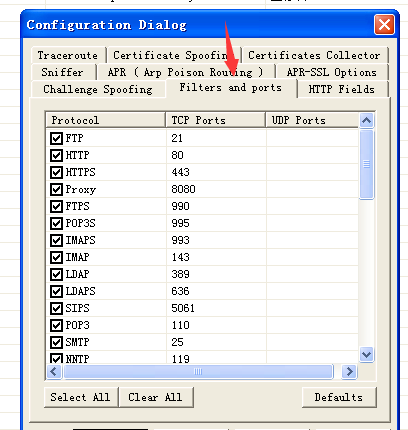 Configuration Dialog
Traceroute Certificate Spoofing Certificates Collector
Sniffer APR ( Arp Poison Routing ) APR-SSL Options
Challenge Spoofing Filters and ports HTTP Fields
Protocol TCP Ports UDP Ports
FTP 21
HTTP 80
HTTPS 443
Proxy 8080
FTPS 990
POP3S 995
IMAPS 993
IMAP 143
LDAP 389
LDAPS 636
SIPS 5061
POP3 110
SMTP 25
NNTP 119
Select All Clear All Defaults